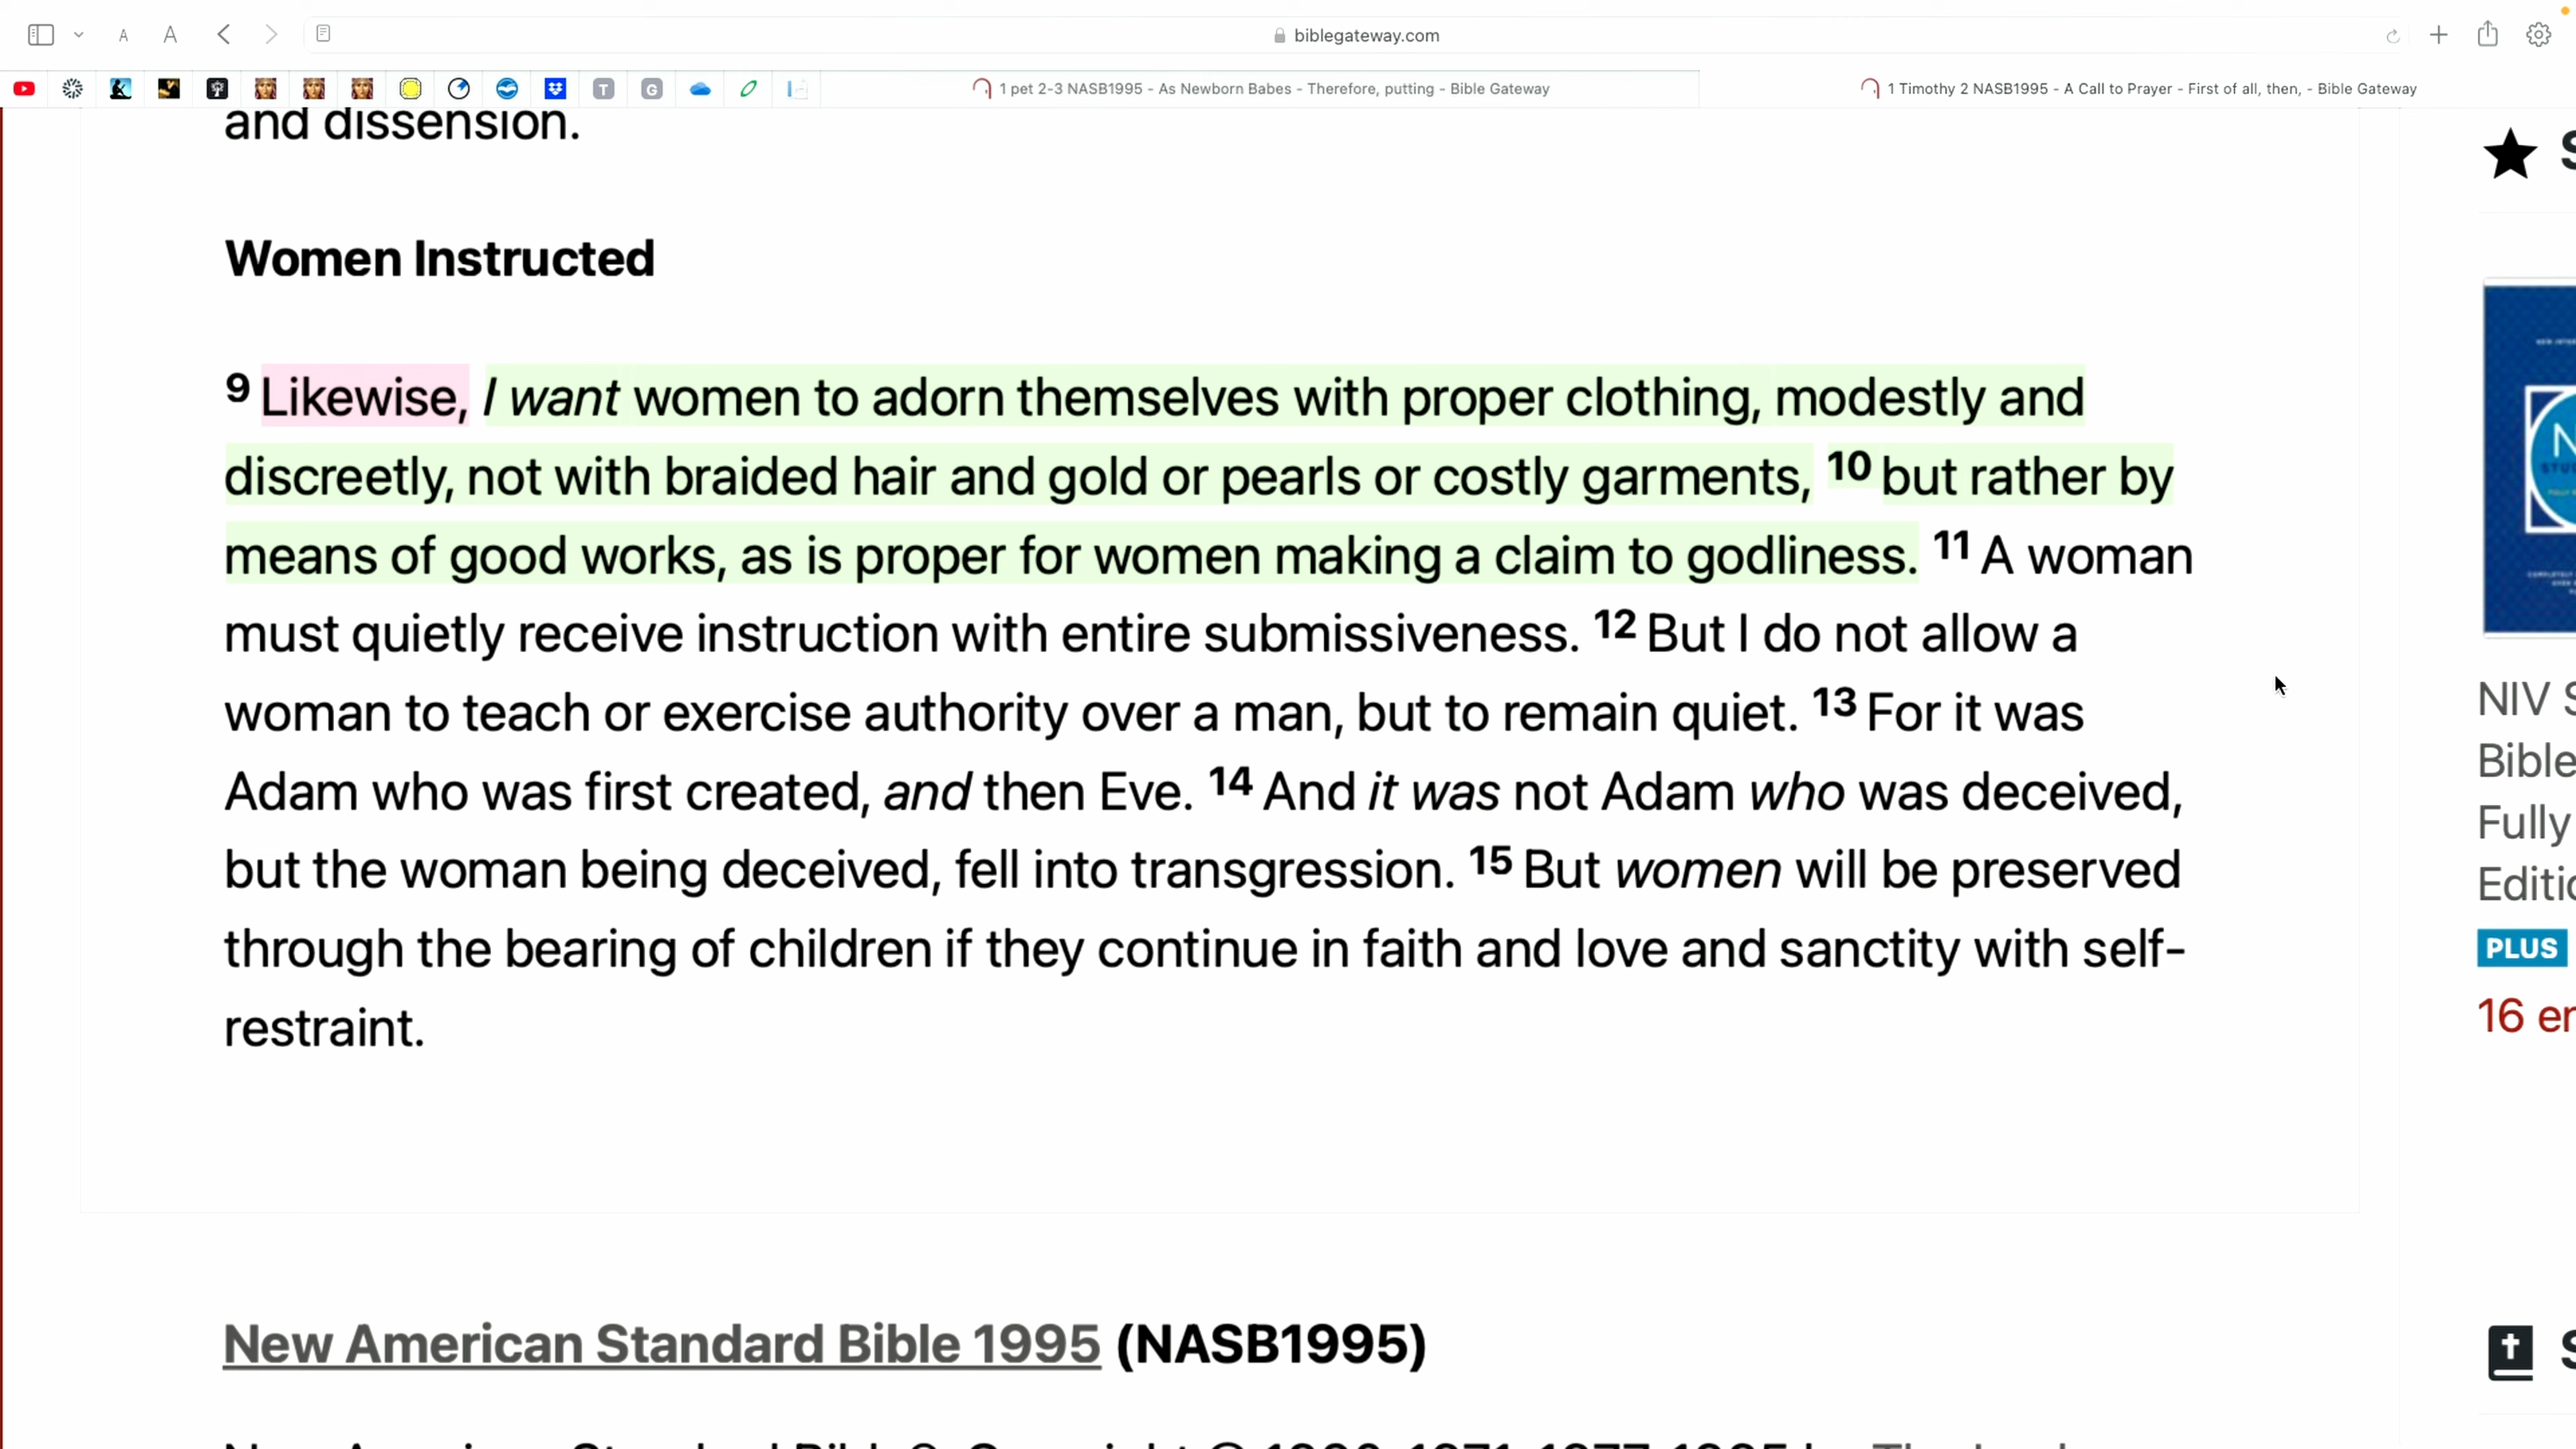 A A biblegateway.com
T G 1 pet 2-3 NASB1995 - As Newborn Babes - Therefore, putting - Bible Gateway 1 Timothy 2 NASB1995 - A Call to Prayer - First of all, then, - Bible Gateway
and dissension.
Women Instructed
9 Likewise, I want women to adorn themselves with proper clothing, modestly and
discreetly, not with braided hair and gold or pearls or costly garments, 10 but rather by
means of good works, as is proper for women making a claim to godliness. 11 A woman
must quietly receive instruction with entire submissiveness. 12 But I do not allow a
woman to teach or exercise authority over a man, but to remain quiet. 13 For it was
Adam who was first created, and then Eve. 14 And it was not Adam who was deceived,
but the woman being deceived, fell into transgression. 15 But women will be preserved
through the bearing of children if they continue in faith and love and sanctity with self-
restraint.
New American Standard Bible 1995 (NASB1995)
NIV S
Bible
Fully
Editio
PLUS
16 er